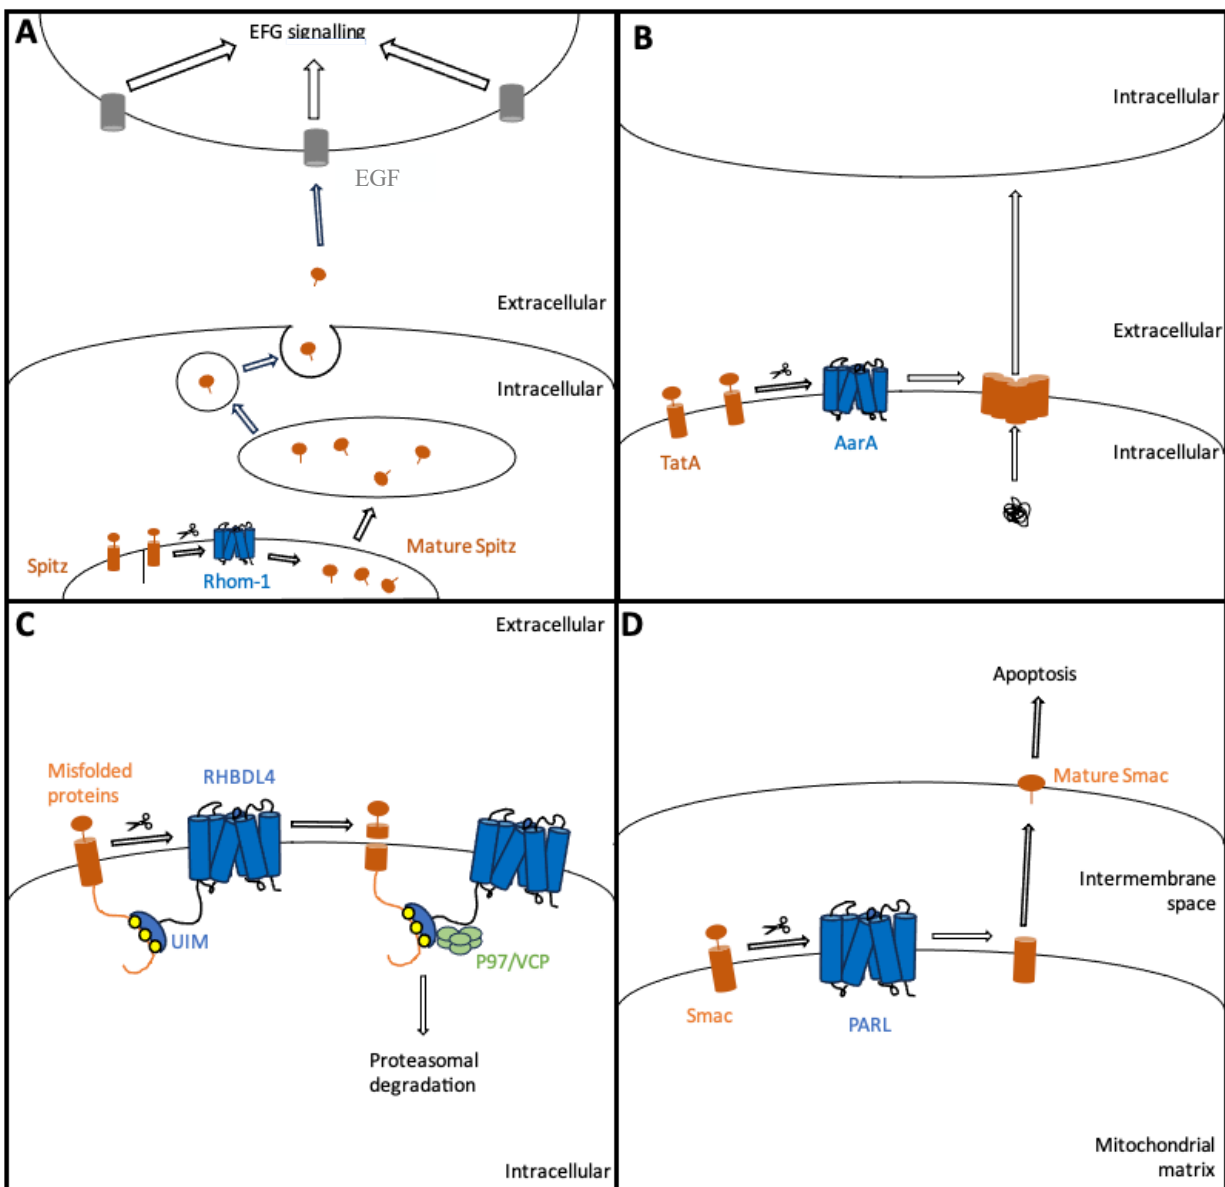 A
EFG signalling
EGF
Extracellular
Intracellular
Spitz
Mature Spitz
Rhom-1
B
Intracellular
Extracellular
AarA
TatA
Intracellular
C
Extracellular
Misfolded
proteins
RHBDL4
UIM
P97/VCP
Proteasomal
degradation
Intracellular
D
Apoptosis
Mature Smac
Intermembrane
space
Smac
PARL
Mitochondrial
matrix